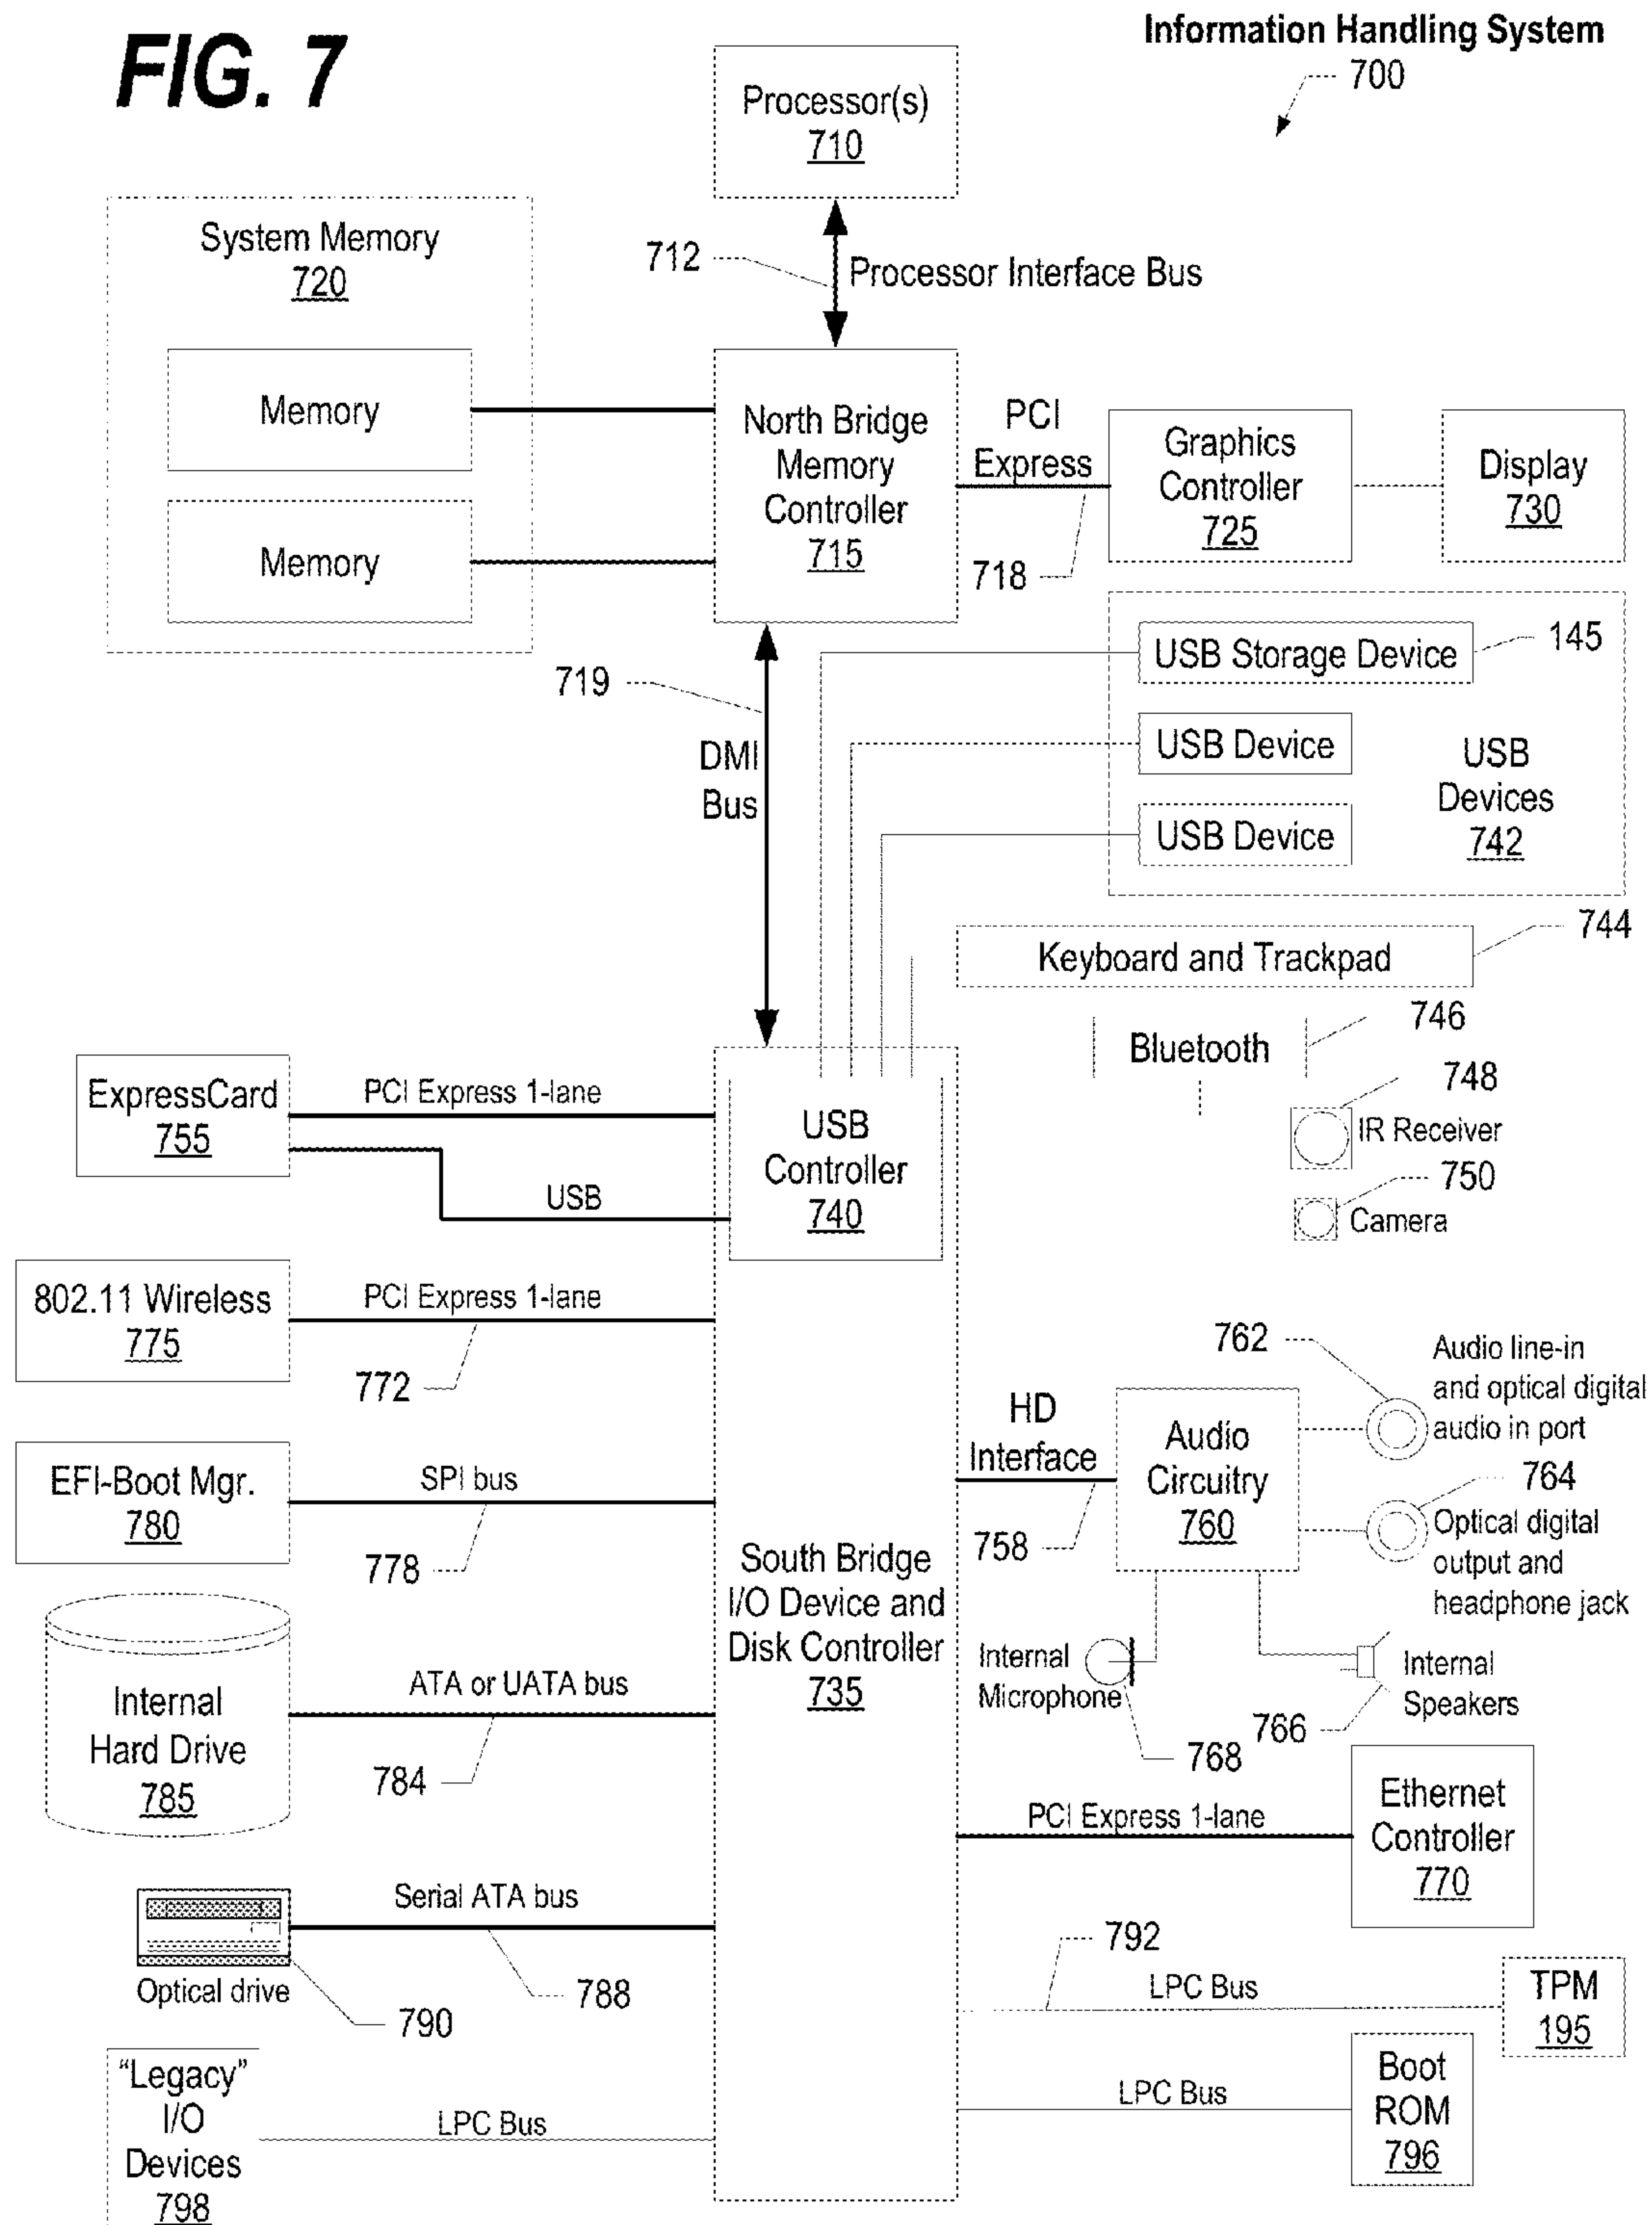 FIG. 7
Information Handling System
700
Processor(s)
710
System Memory
720
712
Processor Interface Bus
Memory
Memory
North Bridge
Memory
Controller
715
PCI
Express
718
Graphics
Controller
725
Display
730
719
DMI
Bus
USB Storage Device
145
USB Device
USB Device
USB
Devices
742
744
Keyboard and Trackpad
746
Bluetooth
748
IR Receiver
750
Camera
ExpressCard
755
PCI Express 1-lane
USB
USB
Controller
740
802.11 Wireless
775
PCI Express 1-lane
772
EFI-Boot Mgr.
780
SPI bus
778
South Bridge
I/O Device and
Disk Controller
735
HD
Interface
758
Audio
Circuitry
760
762
Audio line-in
and optical digital
audio in port
764
Optical digital
output and
headphone jack
Internal
Microphone
768
766
Internal
Speakers
Internal
Hard Drive
785
ATA or UATA bus
784
PCI Express 1-lane
Ethernet
Controller
770
Serial ATA bus
788
Optical drive
790
792
LPC Bus
TPM
195
"Legacy"
I/O
Devices
798
LPC Bus
LPC Bus
Boot
ROM
796